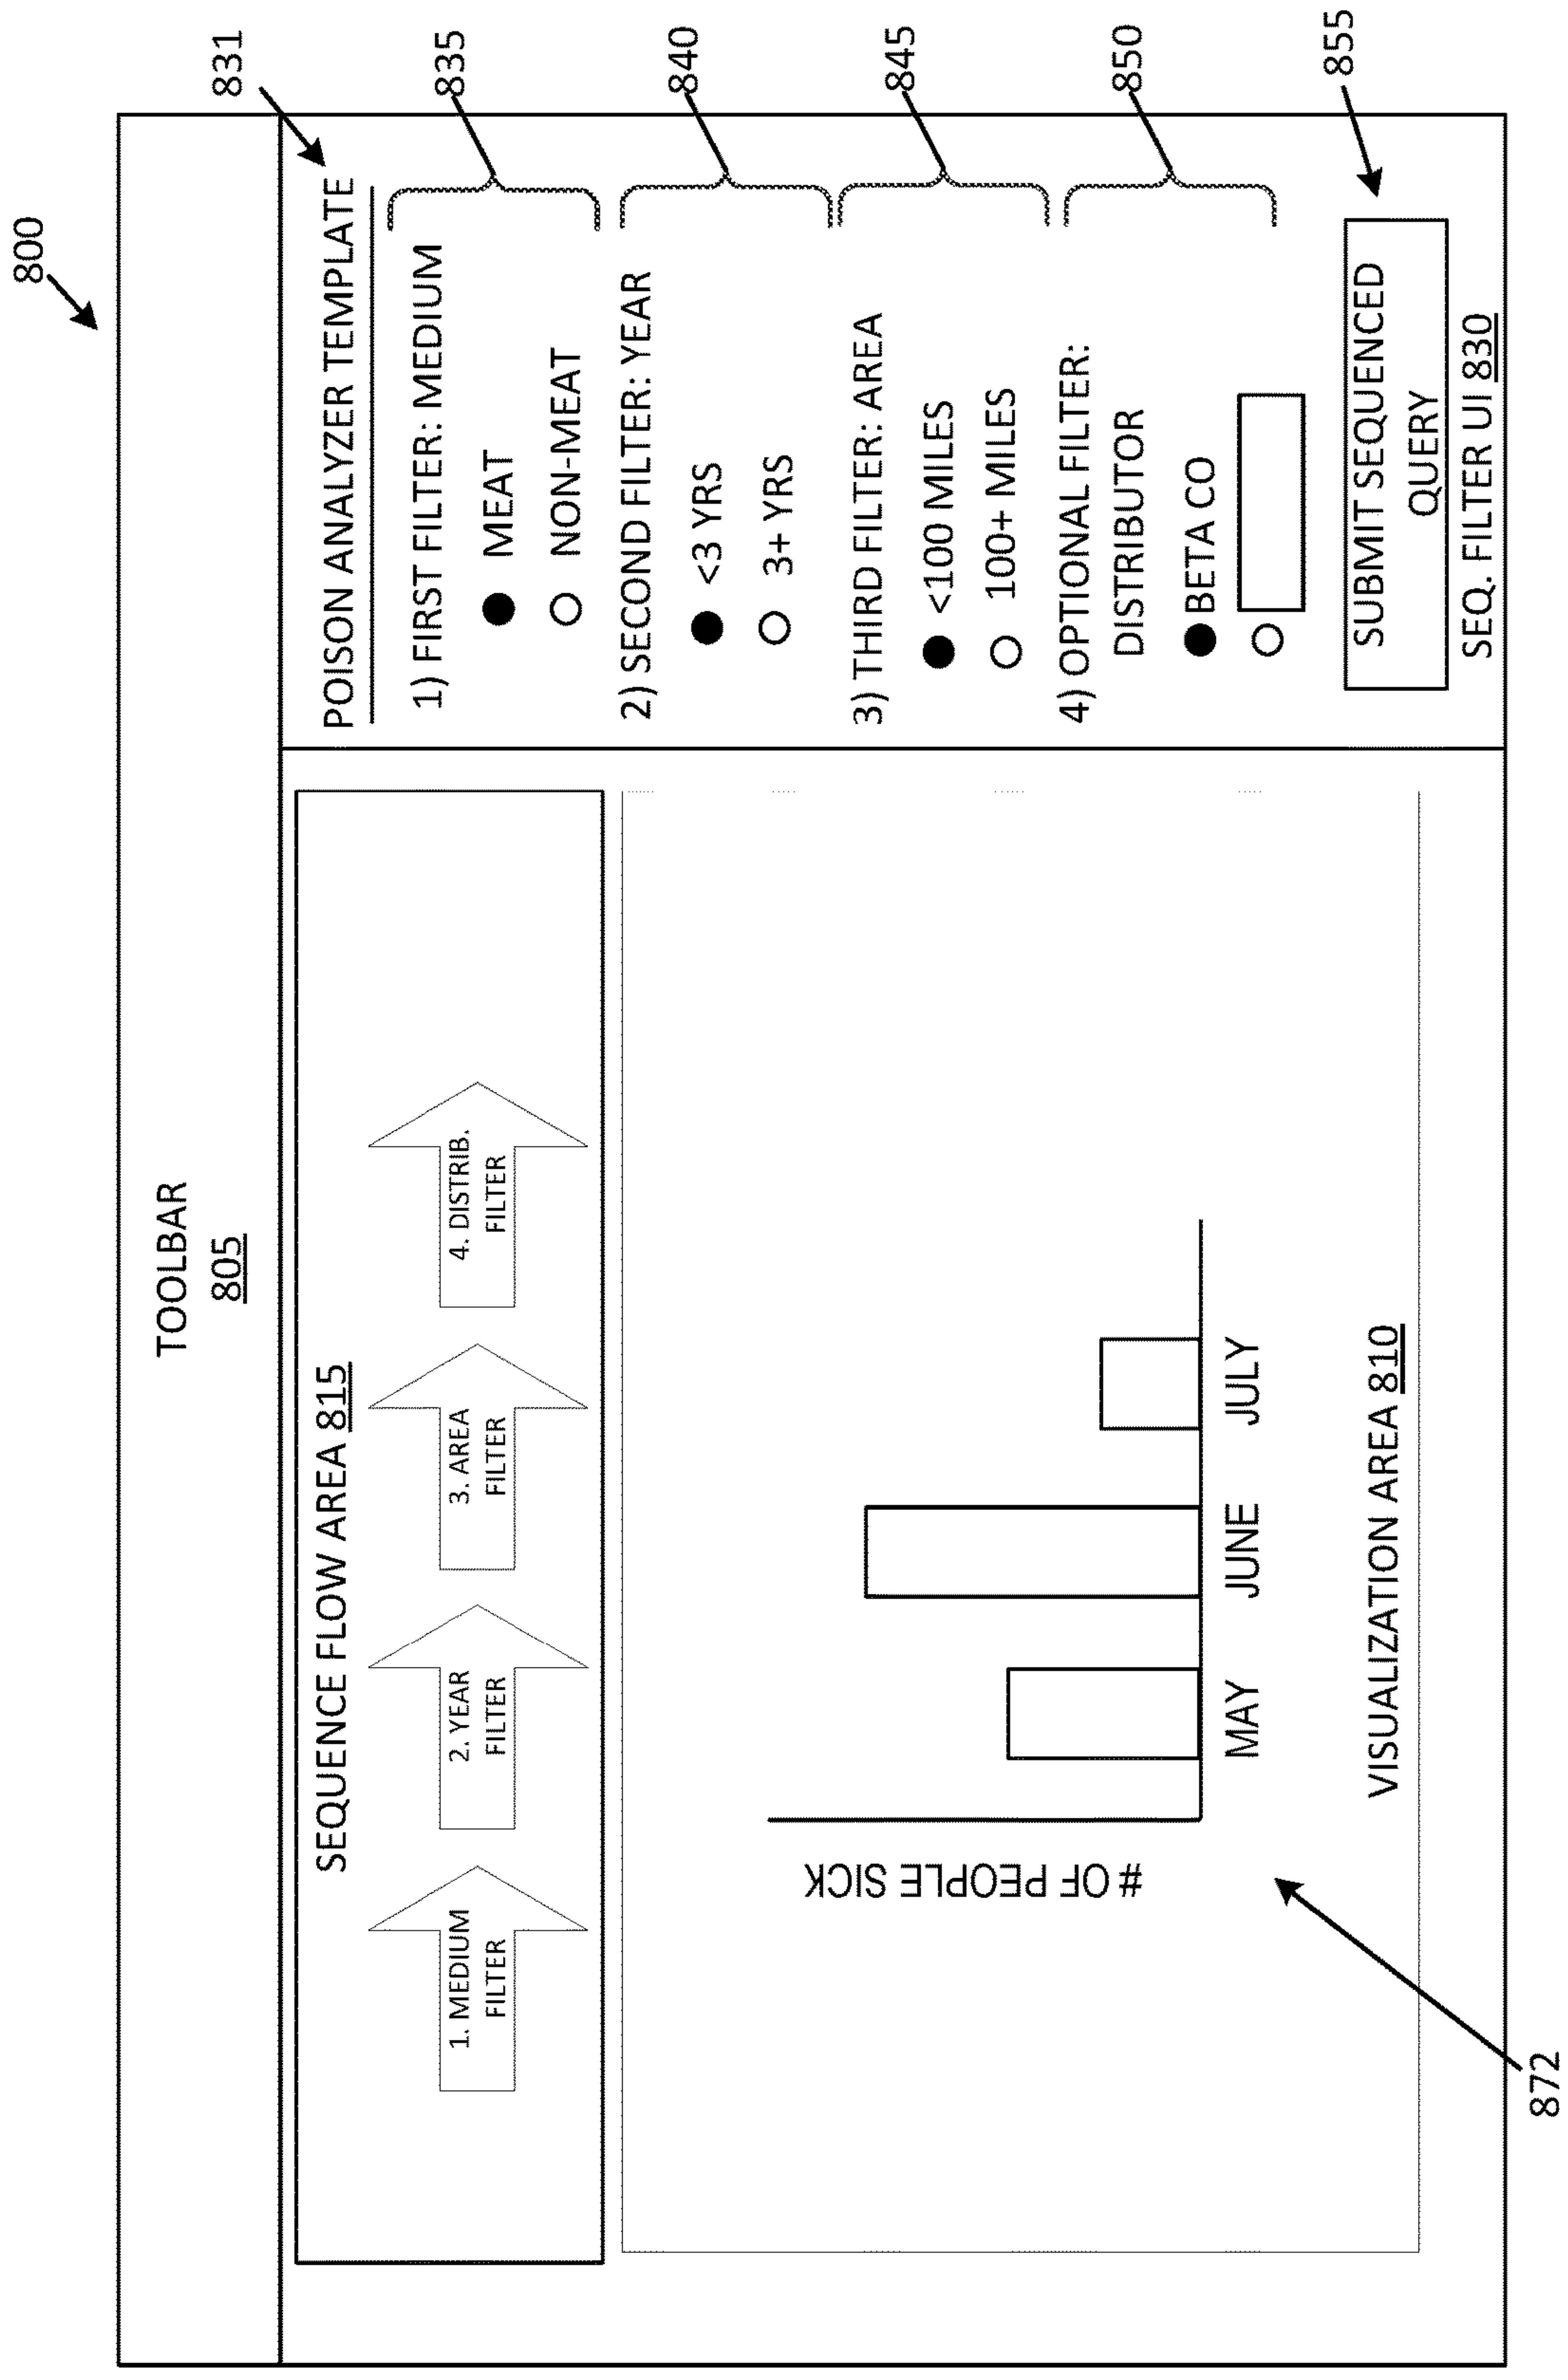 800
TOOLBAR
805
SEQUENCE FLOW AREA 815
1. MEDIUM
FILTER
2. YEAR
FILTER
3. AREA
FILTER
4. DISTRIB.
FILTER
# OF PEOPLE SICK
MAY
JUNE
JULY
VISUALIZATION AREA 810
872
POISON ANALYZER TEMPLATE
831
1) FIRST FILTER: MEDIUM
MEAT
NON-MEAT
835
2) SECOND FILTER: YEAR
<3 YRS
3+ YRS
840
3) THIRD FILTER: AREA
<100 MILES
100+ MILES
845
4) OPTIONAL FILTER:
DISTRIBUTOR
BETA CO
850
SUBMIT SEQUENCED
QUERY
855
SEQ. FILTER UI 830